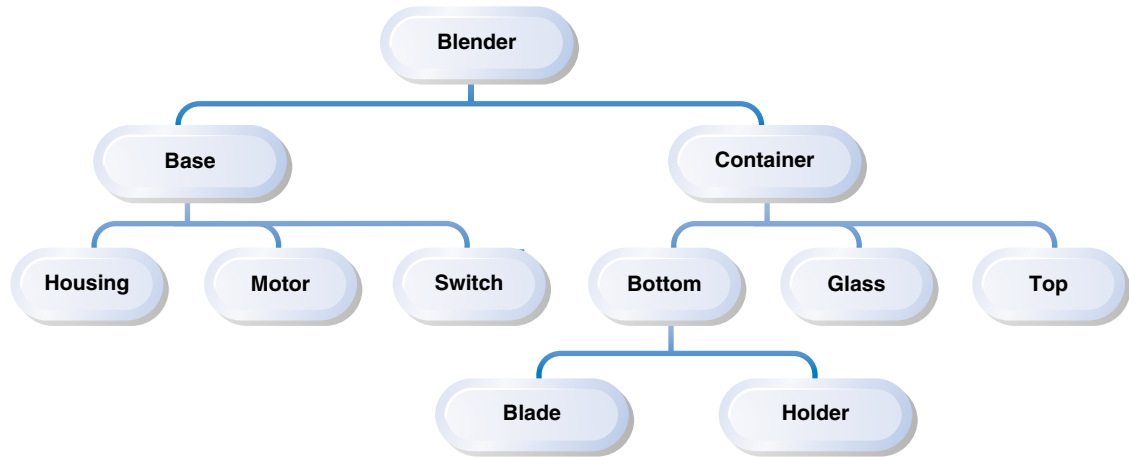 Blender
Base
Container
Housing
Motor
Switch
Bottom
Glass
Top
Blade
Holder